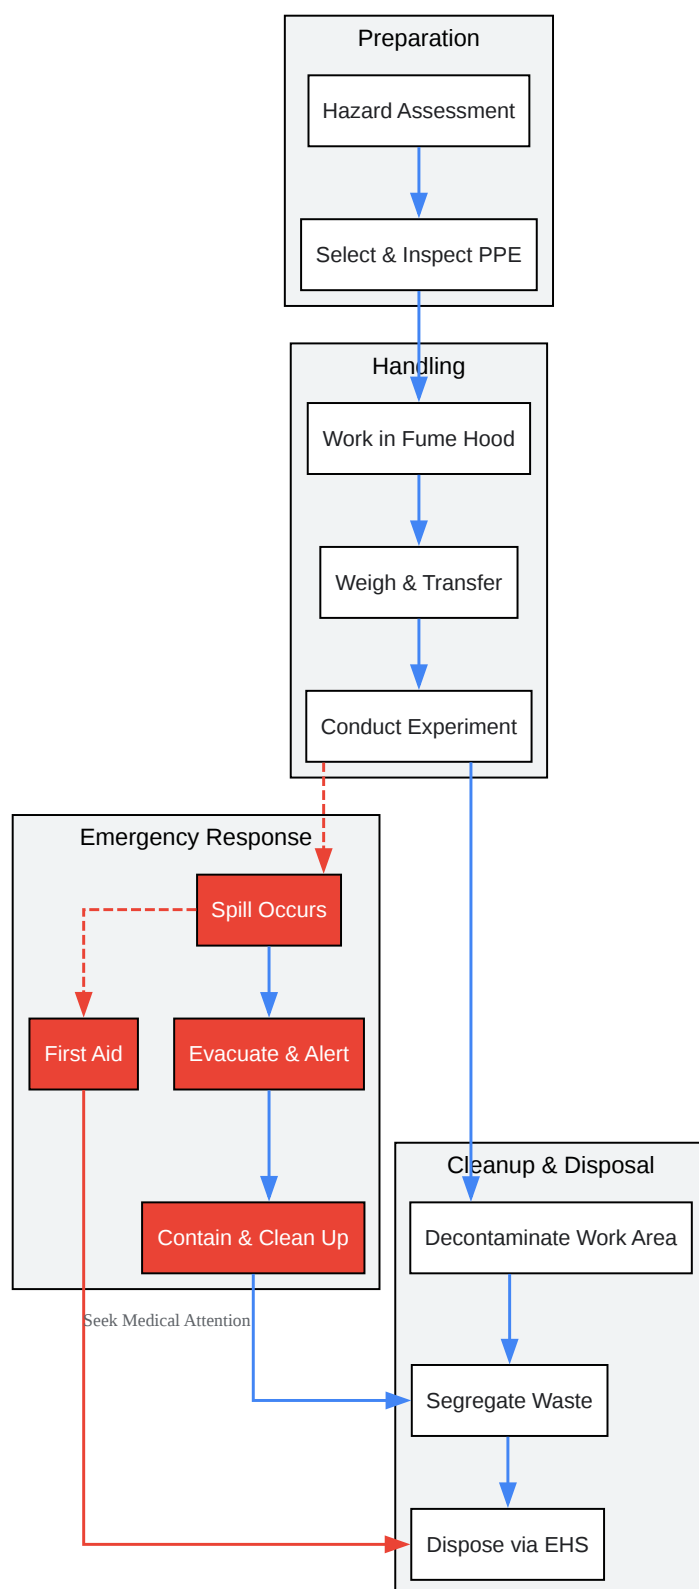 Preparation
Hazard Assessment
Select & Inspect PPE
Handling
Work in Fume Hood
Weigh & Transfer
Conduct Experiment
Emergency Response
Spill Occurs
First Aid
Evacuate & Alert
Contain & Clean Up
Seek Medical Attention
Cleanup & Disposal
Decontaminate Work Area
Segregate Waste
Dispose via EHS